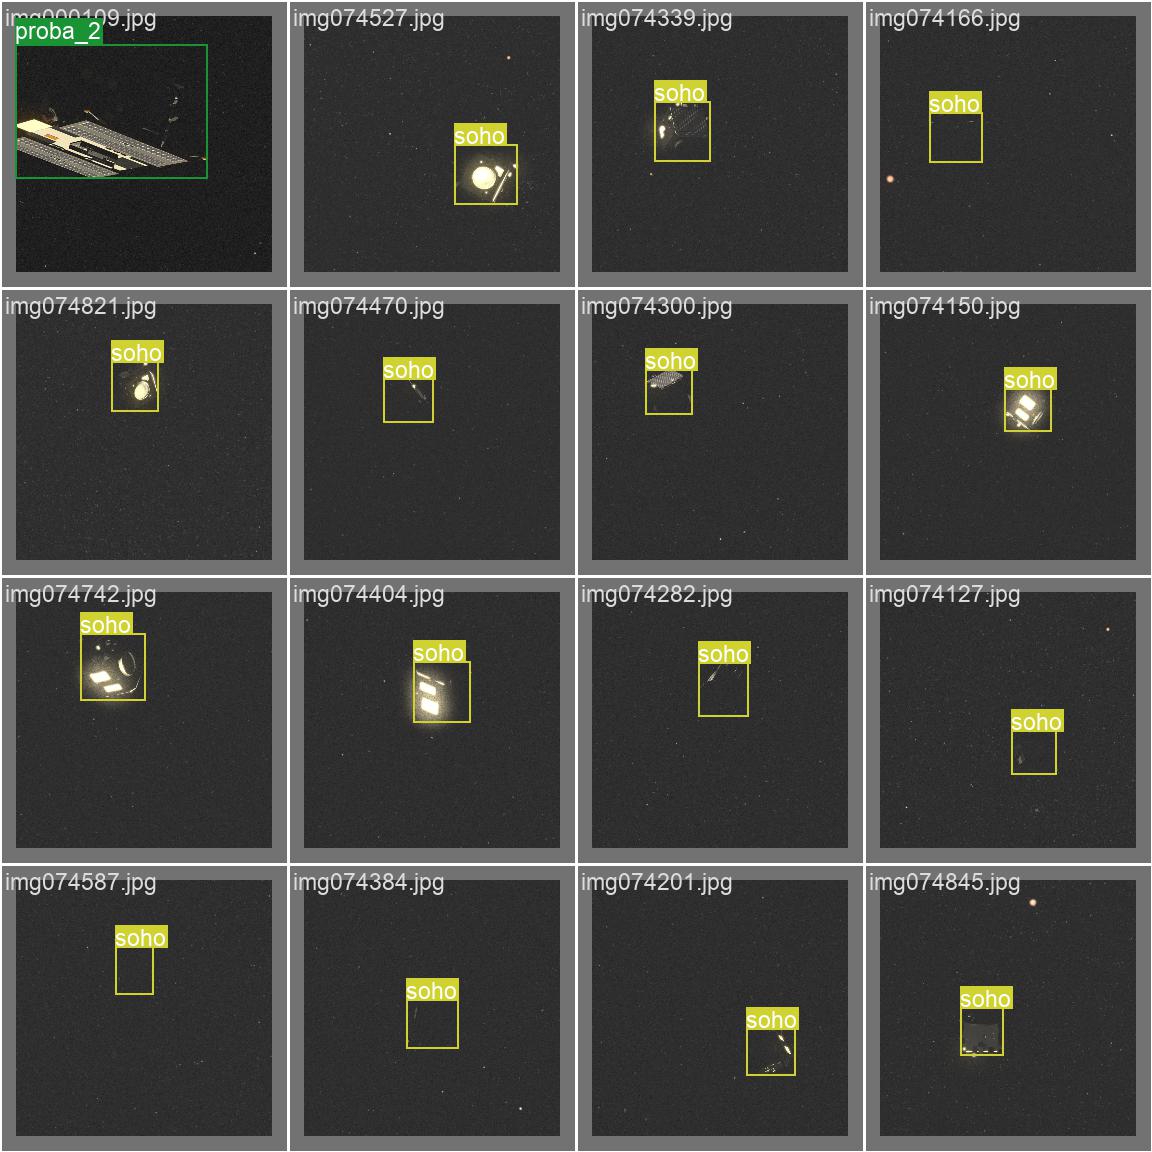 img000109.jpg
proba_2
img074527.jpg
soho
img074339.jpg
soho
img074166.jpg
soho
img074821.jpg
soho
img074470.jpg
soho
img074300.jpg
soho
img074150.jpg
soho
img074742.jpg
soho
img074404.jpg
soho
img074282.jpg
soho
img074127.jpg
soho
img074587.jpg
soho
img074384.jpg
soho
img074201.jpg
soho
img074845.jpg
soho